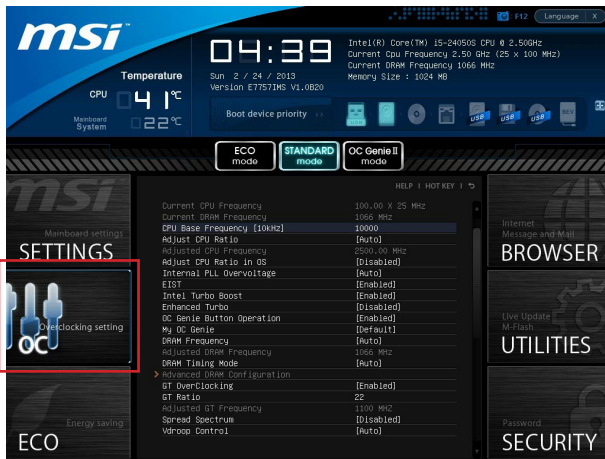 msi
Temperature
CPU 41°C
Mainboard System 22°C
04:39
Sun 2 / 24 / 2013
Version E7757IMS V1.0B20
F12 Language X
Intel(R) Core(TM) i5-2405OS CPU @ 2.50GHz
Current Cpu Frequency 2.50 GHz (25 x 100 MHz)
Current DRAM Frequency 1066 MHz
Memory Size : 1024 MB
Boot device priority
USB USB USB BEV
ECO mode
STANDARD mode
OC Genie II mode
HELP | HOT KEY
msi
Mainboard settings
SETTINGS
Overclocking setting
OC
Energy saving
ECO
Current CPU Frequency 100.00 X 25 MHz
Current DRAM Frequency 1066 MHz
CPU Base Frequency [10kHz] 10000
Adjust CPU Ratio [Auto]
Adjusted CPU Frequency 2500.00 MHz
Adjust CPU Ratio in OS [Disabled]
Internal PLL Overvoltage [Auto]
EIST [Enabled]
Intel Turbo Boost [Enabled]
Enhanced Turbo [Disabled]
OC Genie Button Operation [Enabled]
My OC Genie [Default]
DRAM Frequency [Auto]
Adjusted DRAM Frequency 1066 MHz
DRAM Timing Mode [Auto]
> Advanced DRAM Configuration
GT OverClocking [Enabled]
GT Ratio 22
Adjusted GT Frequency 1100 MHZ
Spread Spectrum [Disabled]
Vdroop Control [Auto]
Internet
Message and Mail
BROWSER
Live Update
M-Flash
UTILITIES
Password
SECURITY